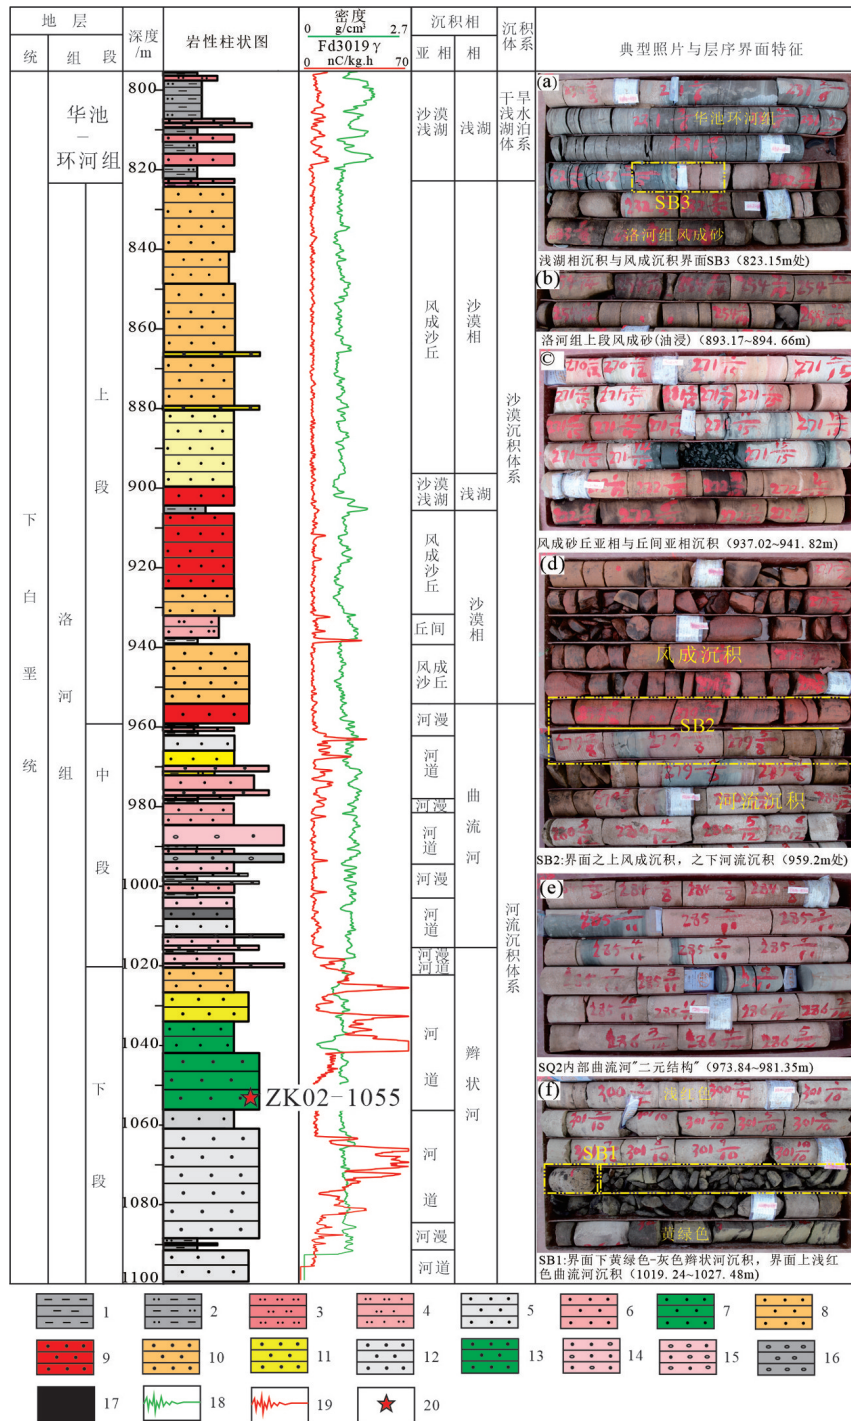 地 层
统 组 段
深度
/m
岩性柱状图
密度
0 g/cm³ 2.7
Fd3019 γ
0 nC/kg.h 70
沉积相
亚相 相
沉积
体系
典型照片与层序界面特征
800
820
840
860
880
900
920
940
960
980
1000
1020
1040
1060
1080
1100
下白垩统
华池
—
环河组
洛河组
上段
中段
下段
ZK02-1055
沙漠
浅湖
风成沙丘
沙漠
浅湖
风成沙丘
丘间
风成
沙丘
河漫
河道
河漫
河道
河漫
河道
河漫
河道
河道
河道
河漫
河道
浅湖
沙漠相
浅湖
沙漠相
曲流河
辫状河
干旱
浅水
湖泊
体系
沙漠沉积体系
河流沉积体系
(a)
华池环河组
SB3
洛河组风成砂
浅湖相沉积与风成沉积界面SB3（823.15m处）
(b)
洛河组上段风成砂(油浸）（893.17~894.66m）
©
风成砂丘亚相与丘间亚相沉积（937.02~941.82m）
(d)
风成沉积
SB2
河流沉积
SB2:界面之上风成沉积，之下河流沉积（959.2m处）
(e)
SQ2内部曲流河"二元结构"（973.84~981.35m）
(f)
浅红色
SB1
黄绿色
SB1:界面下黄绿色-灰色辫状河沉积，界面上浅红
色曲流河沉积（1019.24~1027.48m）
1 2 3 4 5 6 7 8
9 10 11 12 13 14 15 16
17 18 19 20